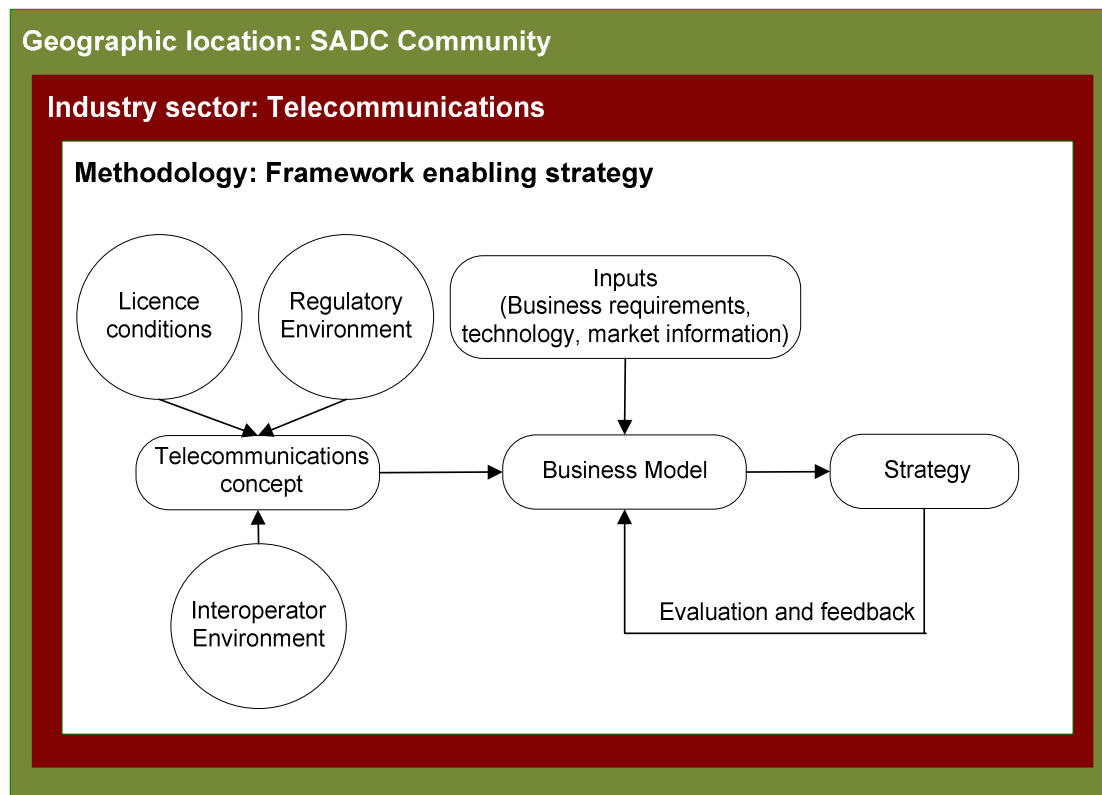 Geographic location: SADC Community
Industry sector: Telecommunications
Methodology: Framework enabling strategy
Licence
conditions
Regulatory
Environment
Inputs
(Business requirements,
technology, market information)
Telecommunications
concept
Business Model
Strategy
Interoperator
Environment
Evaluation and feedback